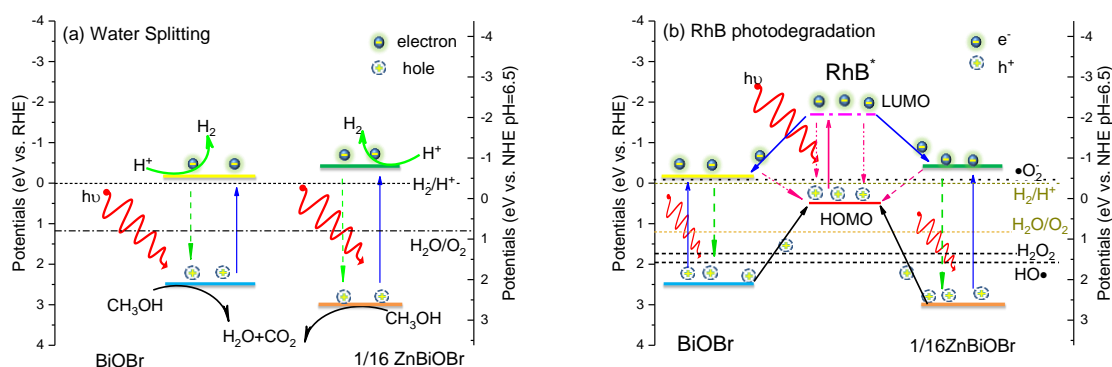 (a) Water Splitting
electron
hole
Potentials (eV vs. RHE)
-4
-3
-2
-1
0
1
2
3
4
H₂
H⁺
H₂
H⁺
hυ
H₂/H⁺
H₂O/O₂
CH₃OH
CH₃OH
H₂O+CO₂
BiOBr
1/16 ZnBiOBr
-4
-3
-2
-1
0
1
2
3
Potentials (eV vs. NHE pH=6.5)
(b) RhB photodegradation
e⁻
h⁺
Potentials (eV vs. RHE)
-4
-3
-2
-1
0
1
2
3
4
hυ
RhB*
LUMO
HOMO
•O₂⁻
H₂/H⁺
H₂O/O₂
H₂O₂
HO•
BiOBr
1/16ZnBiOBr
-4
-3
-2
-1
0
1
2
3
Potentials (eV vs. NHE pH=6.5)